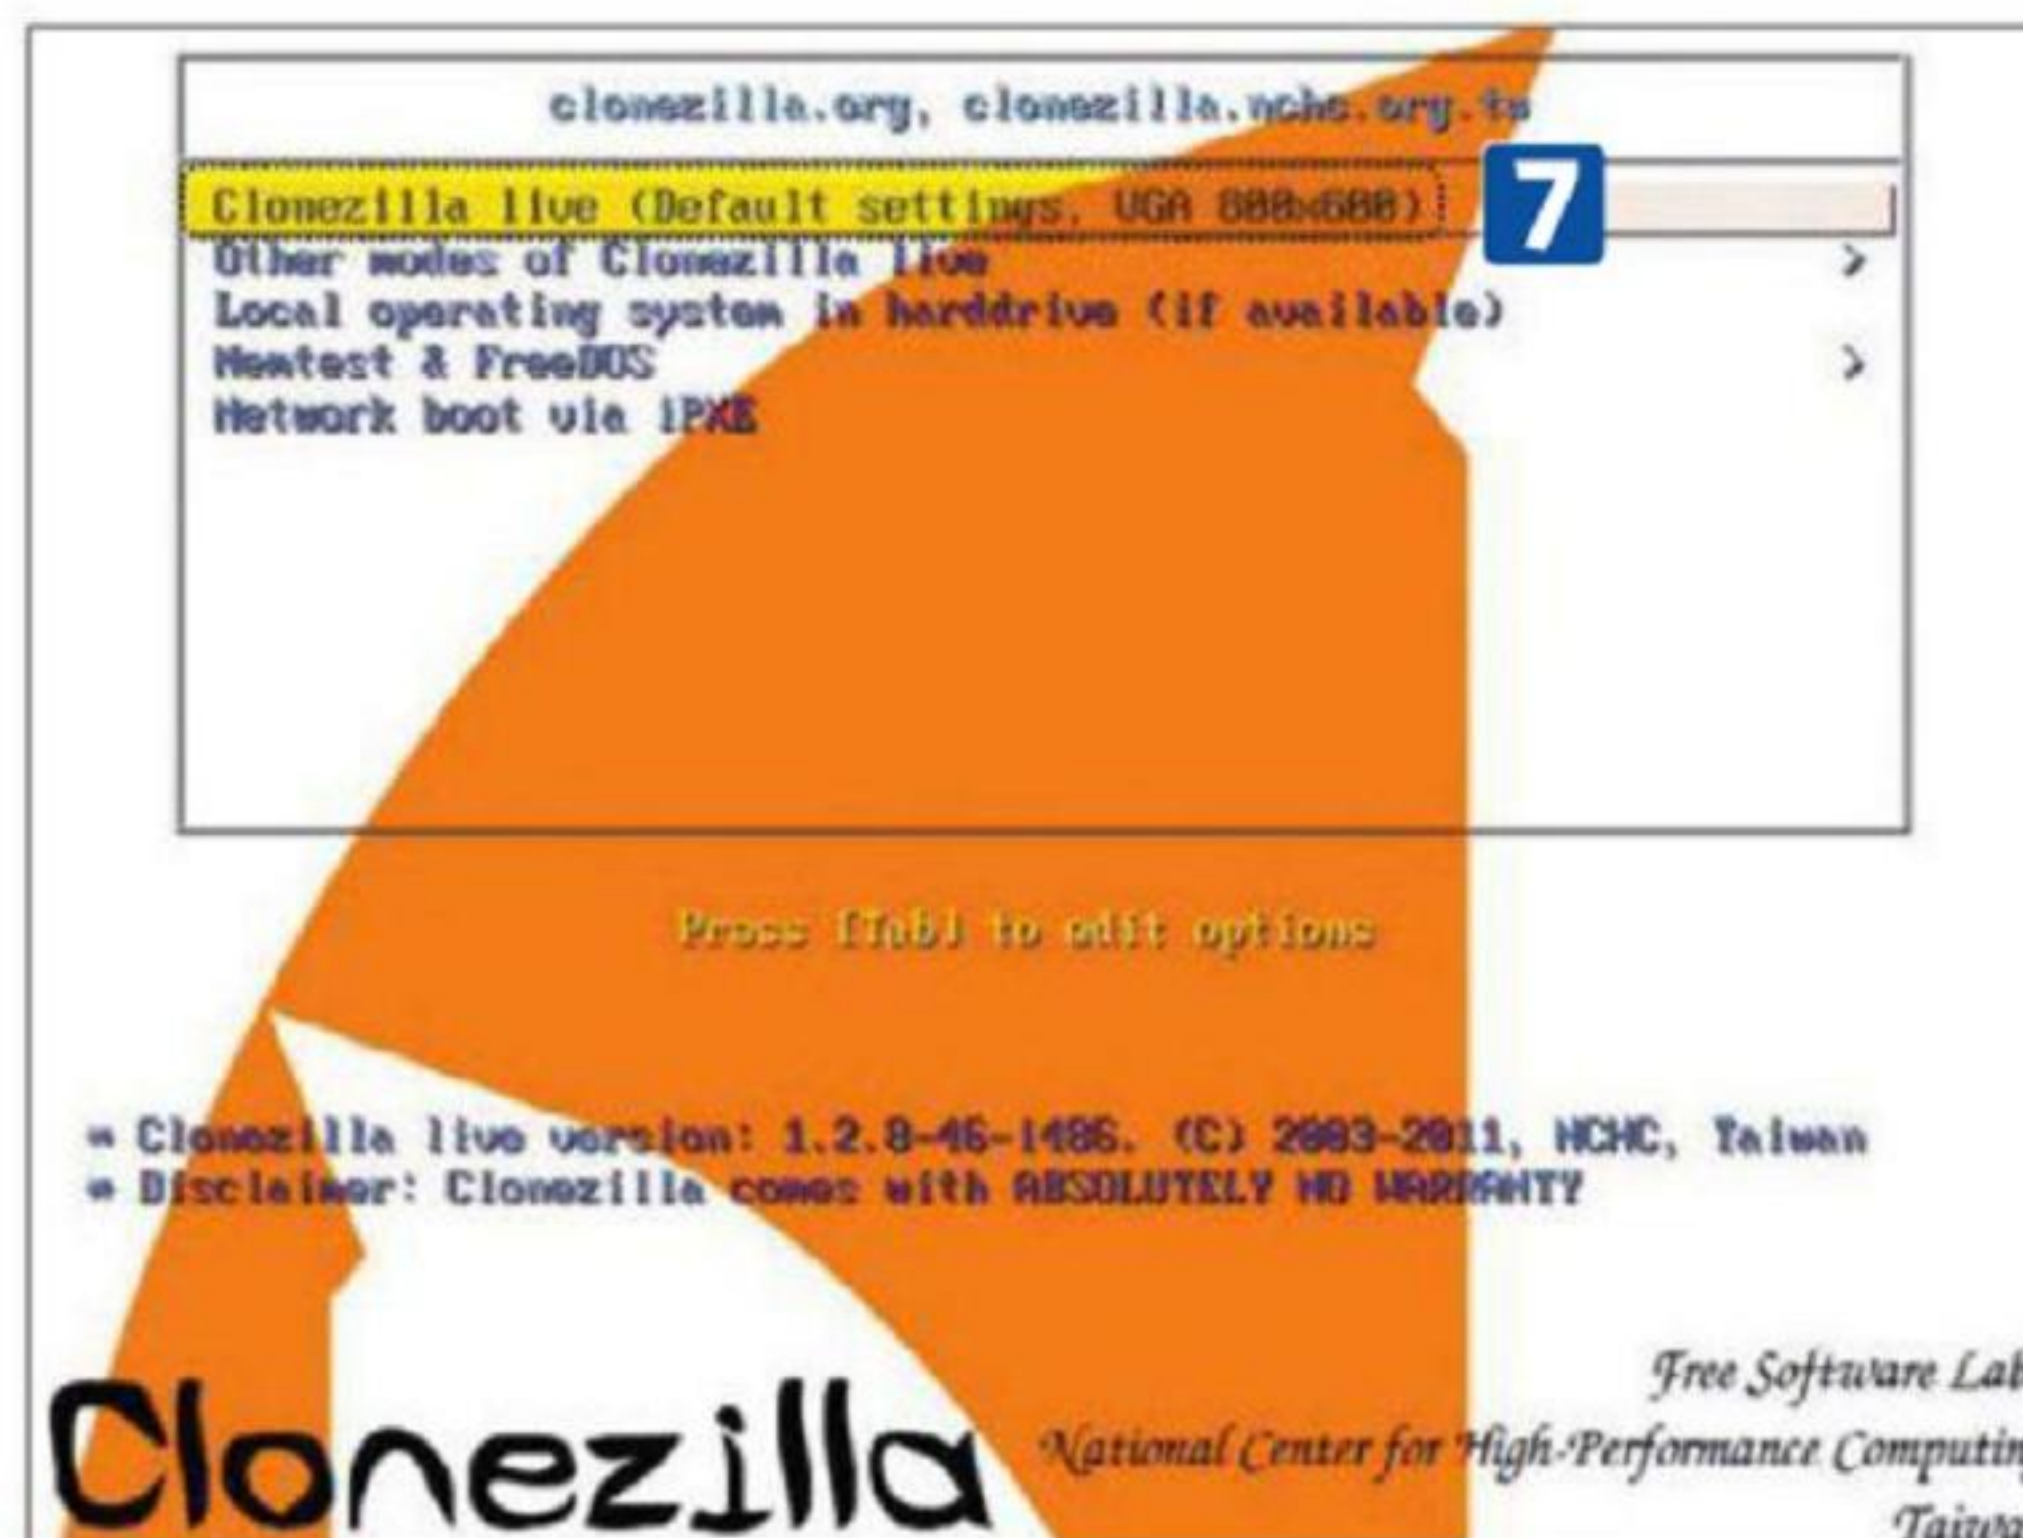 clonezilla.org, clonezilla.nchc.org.tw
Clonezilla live (Default settings, VGA 800x600)
7
Other modes of Clonezilla live >
Local operating system in harddrive (if available)
Memtest & FreeDOS >
Network boot via iPXE
Press [Tab] to edit options
* Clonezilla live version: 1.2.8-46-i486. (C) 2003-2011, NCHC, Taiwan
* Disclaimer: Clonezilla comes with ABSOLUTELY NO WARRANTY
Free Software Lab
Clonezilla
National Center for High-Performance Computing
Taiwa